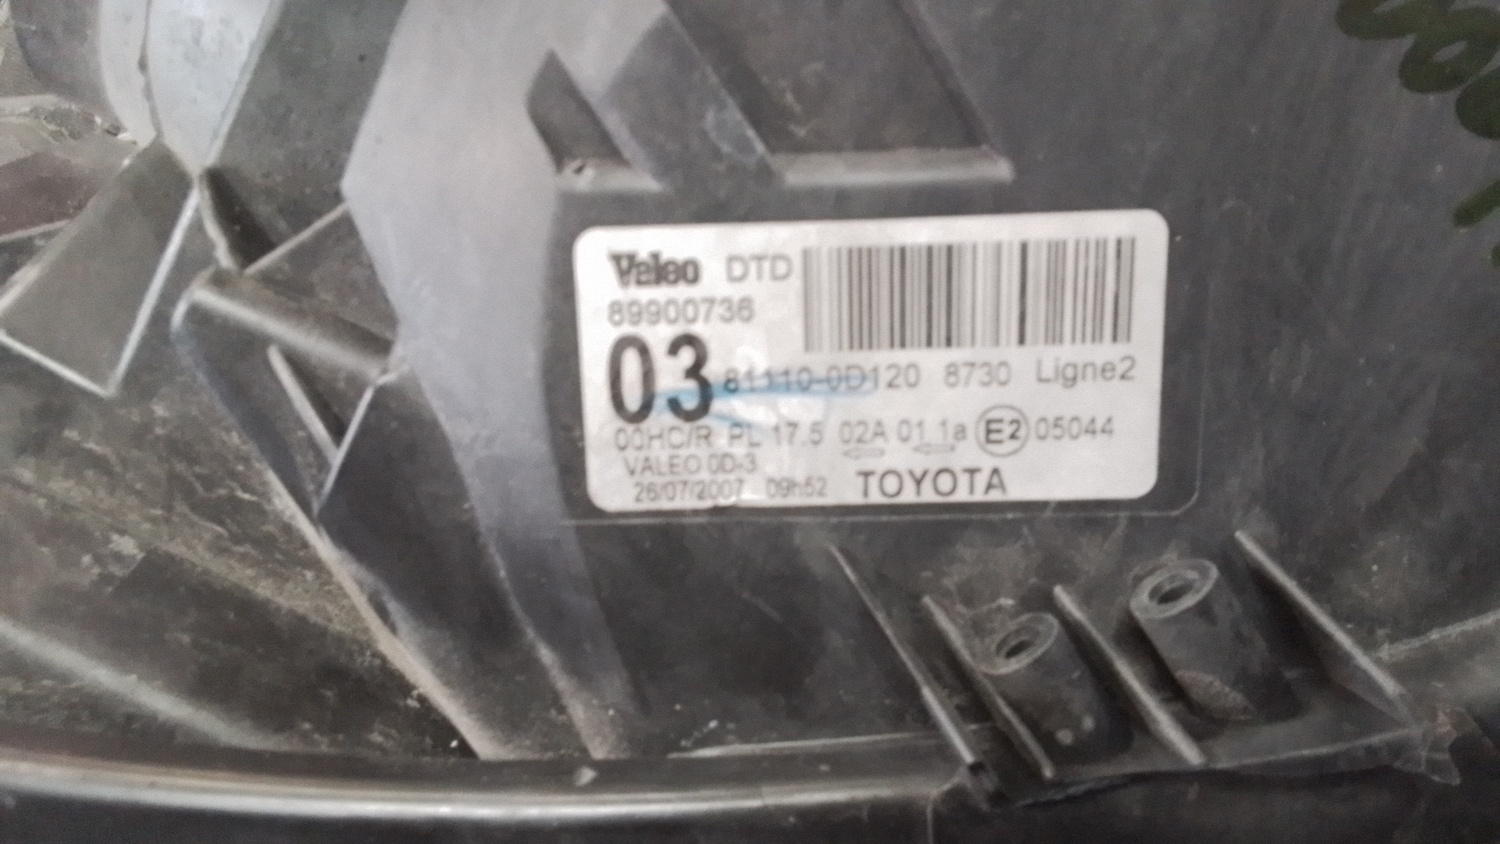 Valeo DTD
89900736
03 81110-0D120 8730 Ligne2
00HC/R PL 17.5 02A 01 1a E2 05044
VALEO 0D-3
26/07/2007 09h52 TOYOTA